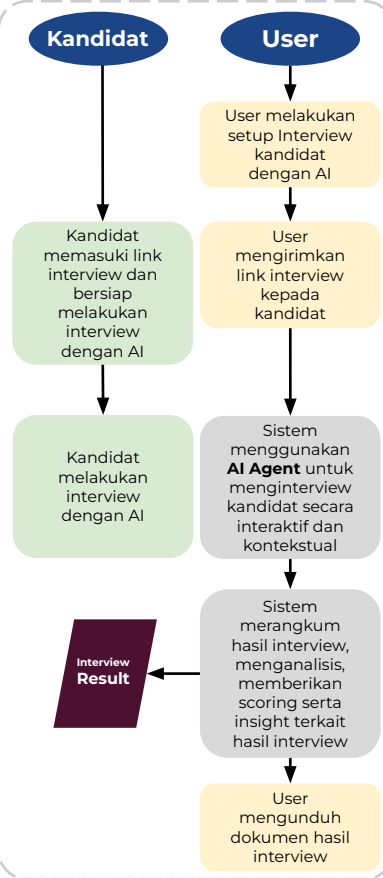 Kandidat
User
User melakukan
setup Interview
kandidat
dengan AI
Kandidat
memasuki link
interview dan
bersiap
melakukan
interview
dengan AI
User
mengirimkan
link interview
kepada
kandidat
Kandidat
melakukan
interview
dengan AI
Sistem
menggunakan
AI Agent untuk
menginterview
kandidat secara
interaktif dan
kontekstual
Sistem
merangkum
hasil interview,
menganalisis,
memberikan
scoring serta
insight terkait
hasil interview
Interview
Result
User
mengunduh
dokumen hasil
interview